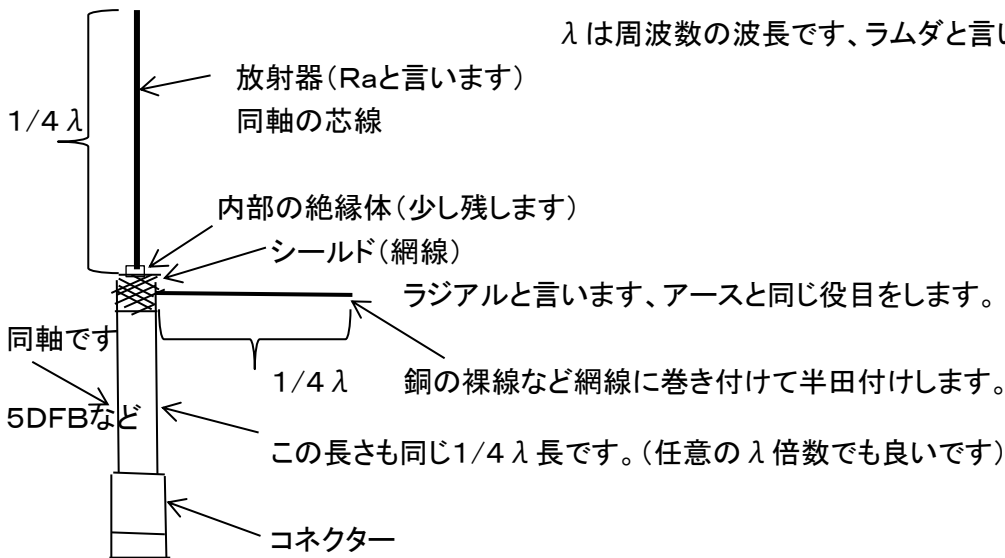 λは周波数の波長です、ラムダと言い
放射器(Raと言います)
同軸の芯線
1/4λ
内部の絶縁体(少し残します)
シールド(網線)
ラジアルと言います、アースと同じ役目をします。
同軸です
5DFBなど
1/4λ
銅の裸線など網線に巻き付けて半田付けします。
この長さも同じ1/4λ長です。(任意のλ倍数でも良いです)
コネクター